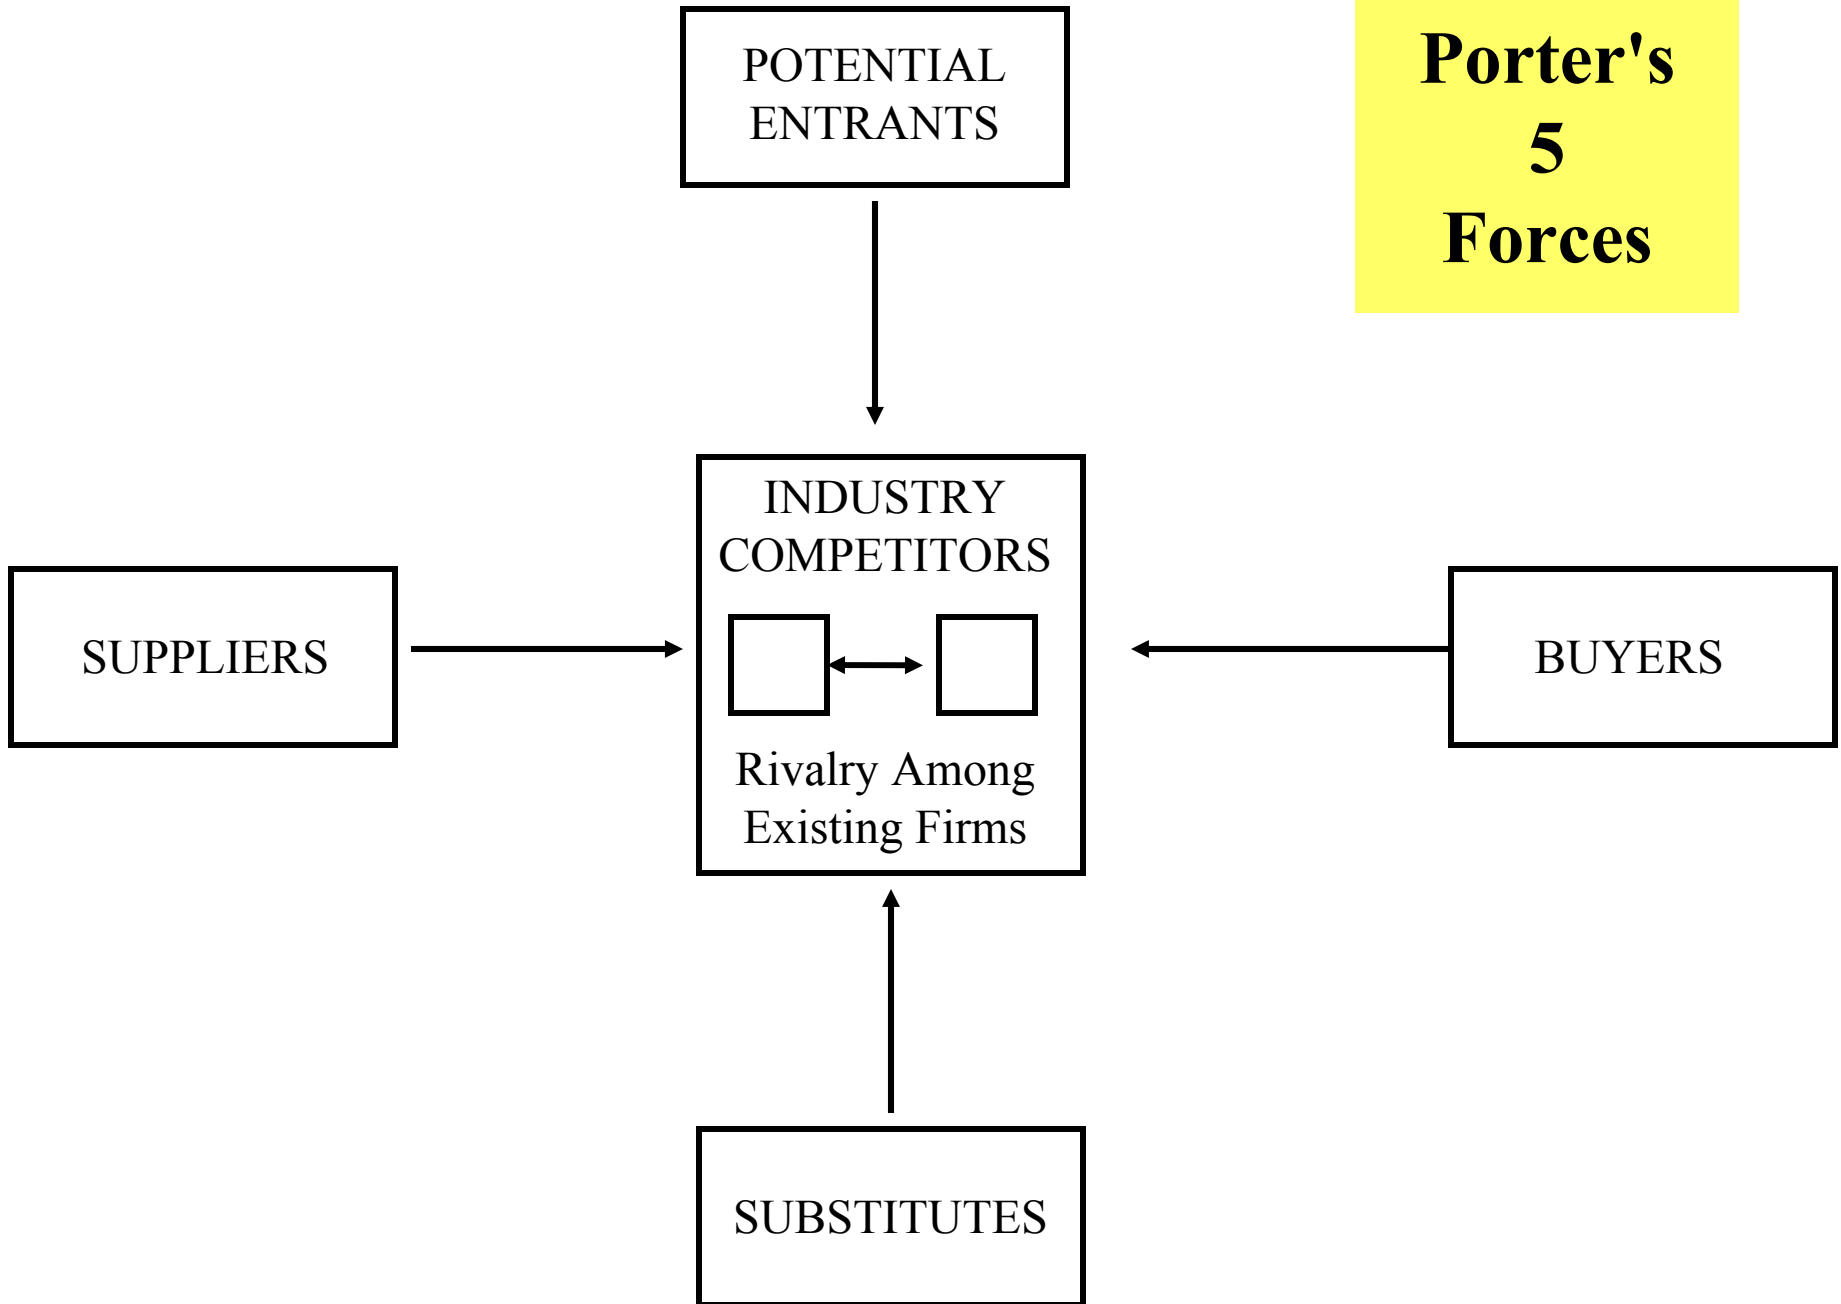 POTENTIAL
ENTRANTS
Porter's
5
Forces
INDUSTRY
COMPETITORS
SUPPLIERS
BUYERS
Rivalry Among
Existing Firms
SUBSTITUTES